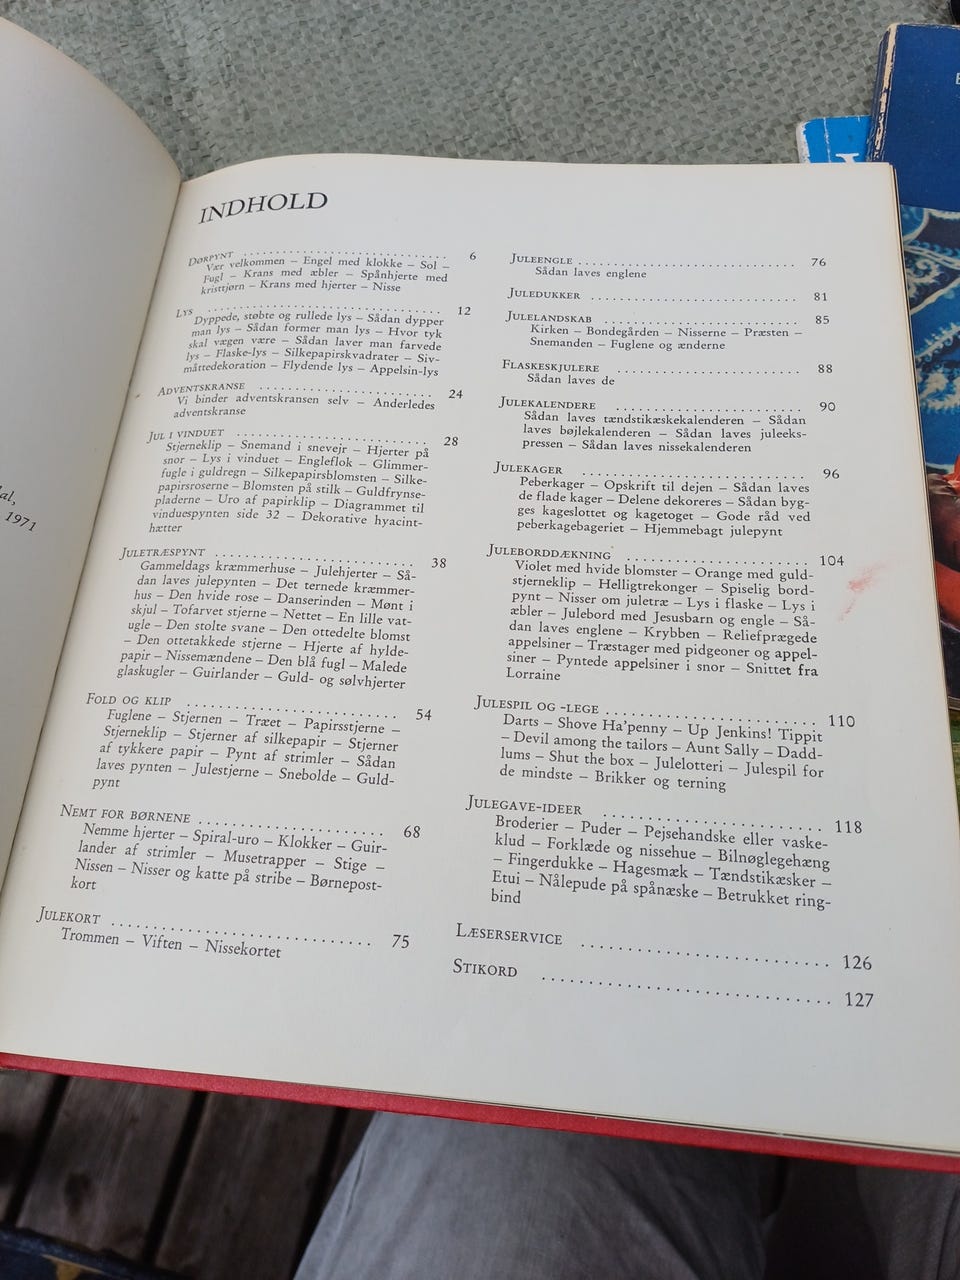 al,
1971
INDHOLD
DØRPYNT . . . . . . . . . . . . . . . . . . . . . . . . . . . . . . 6
Vær velkommen – Engel med klokke – Sol –
Fugl – Krans med æbler – Spånhjerte med
kristtjørn – Krans med hjerter – Nisse
LYS . . . . . . . . . . . . . . . . . . . . . . . . . . . . . . 12
Dyppede, støbte og rullede lys – Sådan dypper
man lys – Sådan former man lys – Hvor tyk
skal vægen være – Sådan laver man farvede
lys – Flaske-lys – Silkepapirskvadrater – Siv-
måttedekoration – Flydende lys – Appelsin-lys
ADVENTSKRANSE . . . . . . . . . . . . . . . . . . . . . . 24
Vi binder adventskransen selv – Anderledes
adventskranse
JUL I VINDUET . . . . . . . . . . . . . . . . . . . . . . 28
Stjerneklip – Snemand i snevejr – Hjerter på
snor – Lys i vinduet – Engleflok – Glimmer-
fugle i guldregn – Silkepapirsblomsten – Silke-
papirsroserne – Blomsten på stilk – Guldfrynse-
pladerne – Uro af papirklip – Diagrammet til
vinduespynten side 32 – Dekorative hyacint-
hætter
JULETRÆSPYNT . . . . . . . . . . . . . . . . . . . . . . 38
Gammeldags kræmmerhuse – Julehjerter – Så-
dan laves julepynten – Det ternede kræmmer-
hus – Den hvide rose – Danserinden – Mønt i
skjul – Tofarvet stjerne – Nettet – En lille vat-
ugle – Den stolte svane – Den ottedelte blomst
– Den ottetakkede stjerne – Hjerte af hylde-
papir – Nissemændene – Den blå fugl – Malede
glaskugler – Guirlander – Guld- og sølvhjerter
FOLD OG KLIP . . . . . . . . . . . . . . . . . . . . . . 54
Fuglene – Stjernen – Træet – Papirsstjerne –
Stjerneklip – Stjerner af silkepapir – Stjerner
af tykkere papir – Pynt af strimler – Sådan
laves pynten – Julestjerne – Snebolde – Guld-
pynt
NEMT FOR BØRNENE . . . . . . . . . . . . . . . . . . . 68
Nemme hjerter – Spiral-uro – Klokker – Guir-
lander af strimler – Musetrapper – Stige –
Nissen – Nisser og katte på stribe – Børnepost-
kort
JULEKORT . . . . . . . . . . . . . . . . . . . . . . . . . 75
Trommen – Viften – Nissekortet
JULEENGLE . . . . . . . . . . . . . . . . . . . . . . . . . 76
Sådan laves englene
JULEDUKKER . . . . . . . . . . . . . . . . . . . . . . . . 81
JULELANDSKAB . . . . . . . . . . . . . . . . . . . . . . 85
Kirken – Bondegården – Nisserne – Præsten –
Snemanden – Fuglene og ænderne
FLASKESKJULERE . . . . . . . . . . . . . . . . . . . . . 88
Sådan laves de
JULEKALENDERE . . . . . . . . . . . . . . . . . . . . . 90
Sådan laves tændstikæskekalenderen – Sådan
laves bøjlekalenderen – Sådan laves juleeks-
pressen – Sådan laves nissekalenderen
JULEKAGER . . . . . . . . . . . . . . . . . . . . . . . . . 96
Peberkager – Opskrift til dejen – Sådan laves
de flade kager – Delene dekoreres – Sådan byg-
ges kageslottet og kagetoget – Gode råd ved
peberkagebageriet – Hjemmebagt julepynt
JULEBORDDÆKNING . . . . . . . . . . . . . . . . . . . 104
Violet med hvide blomster – Orange med guld-
stjerneklip – Helligtrekonger – Spiselig bord-
pynt – Nisser om juletræ – Lys i flaske – Lys i
æbler – Julebord med Jesusbarn og engle – Så-
dan laves englene – Krybben – Reliefprægede
appelsiner – Træstager med pidgeoner og appel-
siner – Pyntede appelsiner i snor – Snittet fra
Lorraine
JULESPIL OG -LEGE . . . . . . . . . . . . . . . . . . . . 110
Darts – Shove Ha'penny – Up Jenkins! Tippit
– Devil among the tailors – Aunt Sally – Dadd-
lums – Shut the box – Julelotteri – Julespil for
de mindste – Brikker og terning
JULEGAVE-IDEER . . . . . . . . . . . . . . . . . . . . . 118
Broderier – Puder – Pejsehandske eller vaske-
klud – Forklæde og nissehue – Bilnøglegehæng
– Fingerdukke – Hagesmæk – Tændstikæsker –
Etui – Nålepude på spånæske – Betrukket ring-
bind
LÆSERSERVICE . . . . . . . . . . . . . . . . . . . . . . 126
STIKORD . . . . . . . . . . . . . . . . . . . . . . . . . . 127